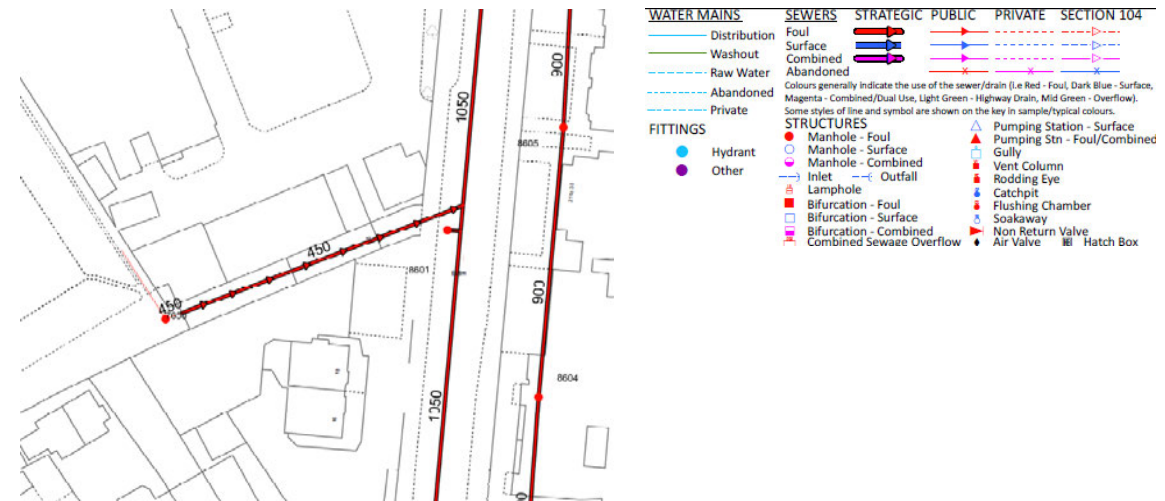 900
1050
8605
450
8601
450
900
8604
1050
WATER MAINS
Distribution
Washout
Raw Water
Abandoned
Private
FITTINGS
Hydrant
Other
SEWERS STRATEGIC PUBLIC PRIVATE SECTION 104
Foul
Surface
Combined
Abandoned
Colours generally indicate the use of the sewer/drain (I.e Red - Foul, Dark Blue - Surface,
Magenta - Combined/Dual Use, Light Green - Highway Drain, Mid Green - Overflow).
Some styles of line and symbol are shown on the key in sample/typical colours.
STRUCTURES
Manhole - Foul
Manhole - Surface
Manhole - Combined
Inlet Outfall
Lamphole
Bifurcation - Foul
Bifurcation - Surface
Bifurcation - Combined
Combined Sewage Overflow
Pumping Station - Surface
Pumping Stn - Foul/Combined
Gully
Vent Column
Rodding Eye
Catchpit
Flushing Chamber
Soakaway
Non Return Valve
Air Valve Hatch Box